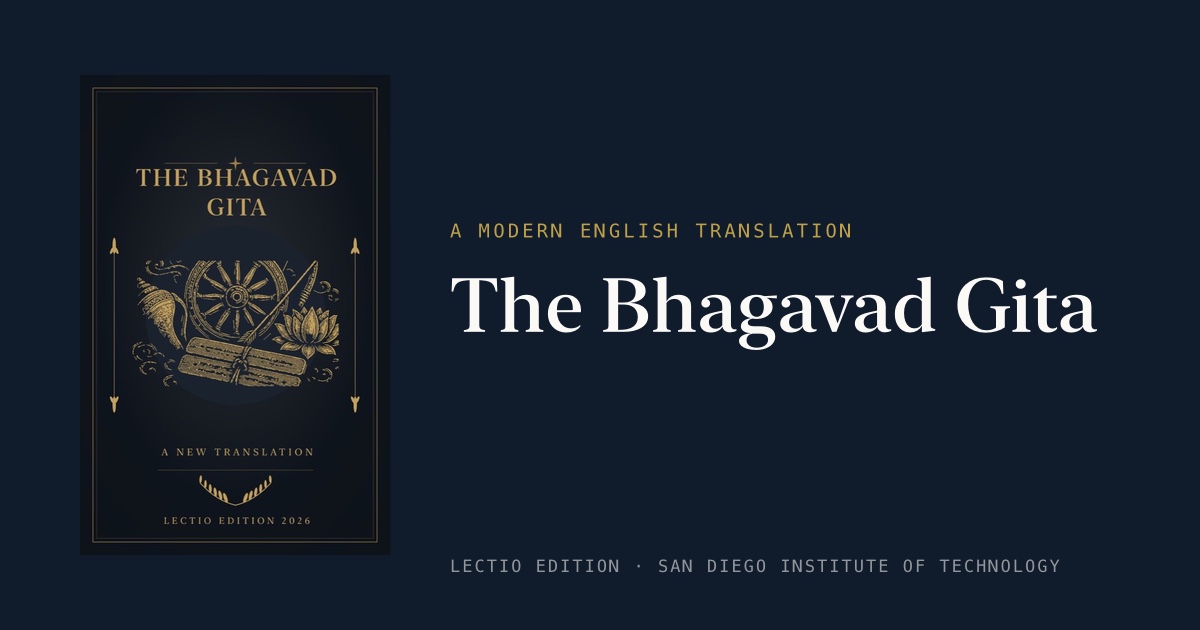 THE BHAGAVAD
GITA
A NEW TRANSLATION
LECTIO EDITION 2026
A MODERN ENGLISH TRANSLATION
The Bhagavad Gita
LECTIO EDITION · SAN DIEGO INSTITUTE OF TECHNOLOGY